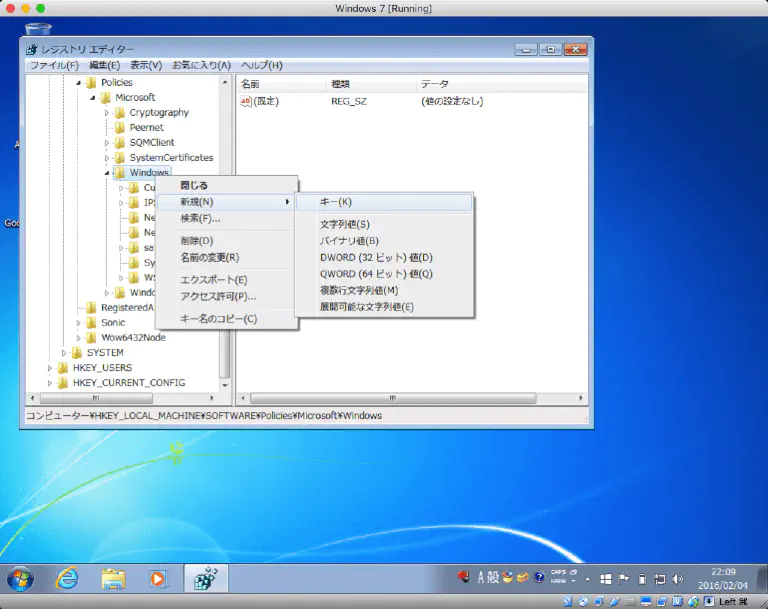 Windows 7 [Running]
レジストリ エディター
ファイル(F) 編集(E) 表示(V) お気に入り(A) ヘルプ(H)
Policies
Microsoft
Cryptography
Peernet
SQMClient
SystemCertificates
Windows
Cu
IPS
Ne
Ne
sa
Sy
WS
Windo
RegisteredA
Sonic
Wow6432Node
SYSTEM
HKEY_USERS
HKEY_CURRENT_CONFIG
名前 種類 データ
ab (既定) REG_SZ (値の設定なし)
閉じる
新規(N)
検索(F)...
削除(D)
名前の変更(R)
エクスポート(E)
アクセス許可(P)...
キー名のコピー(C)
キー(K)
文字列値(S)
バイナリ値(B)
DWORD (32 ビット) 値(D)
QWORD (64 ビット) 値(Q)
複数行文字列値(M)
展開可能な文字列値(E)
コンピューター¥HKEY_LOCAL_MACHINE¥SOFTWARE¥Policies¥Microsoft¥Windows
A
Goo
A 般 CAPS
KANA
22:09
2016/02/04
Left ⌘